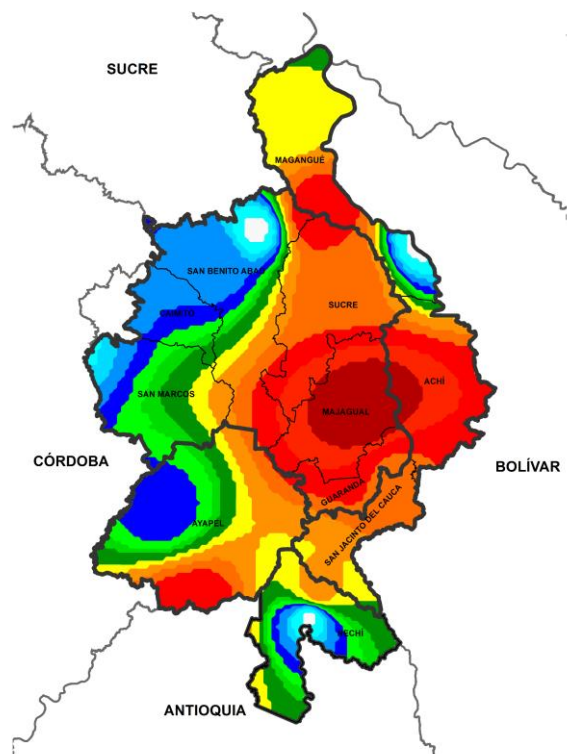 SUCRE
MAGANGUÉ
SAN BENITO ABAD
CAIMITO
SUCRE
SAN MARCOS
ACHÍ
MAJAGUAL
CÓRDOBA
BOLÍVAR
GUARANDA
AYAPEL
SAN JACINTO DEL CAUCA
NECHÍ
ANTIOQUIA